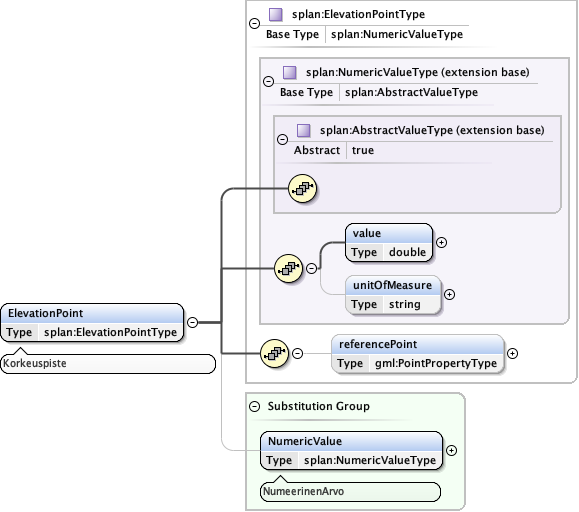 splan:ElevationPointType
Base Type splan:NumericValueType
splan:NumericValueType (extension base)
Base Type splan:AbstractValueType
splan:AbstractValueType (extension base)
Abstract true
value
Type double
unitOfMeasure
Type string
ElevationPoint
Type splan:ElevationPointType
Korkeuspiste
referencePoint
Type gml:PointPropertyType
Substitution Group
NumericValue
Type splan:NumericValueType
NumeerinenArvo